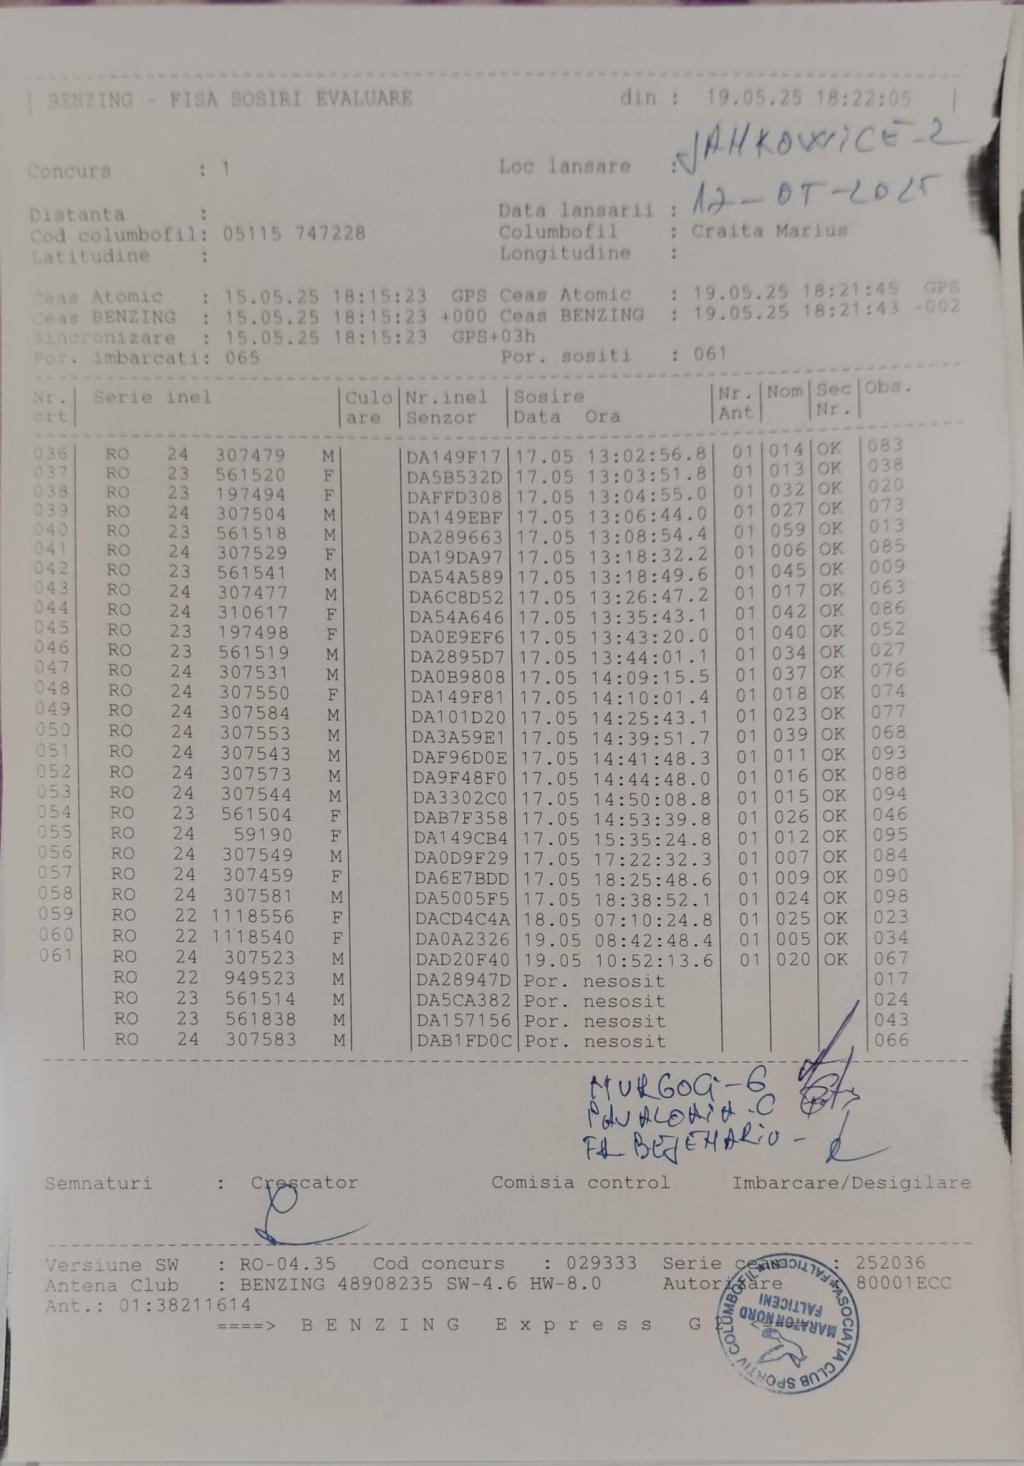 BENZING - FISA SOSIRI EVALUARE din : 19.05.25 18:22:05
Concurs : 1 Loc lansare : JANKOWICE-2
Distanta : Data lansarii : 17-05-2025
Cod columbofil: 05115 747228 Columbofil : Craita Marius
Latitudine : Longitudine :
Ceas Atomic : 15.05.25 18:15:23 GPS Ceas Atomic : 19.05.25 18:21:45 GPS
Ceas BENZING : 15.05.25 18:15:23 +000 Ceas BENZING : 19.05.25 18:21:43 -002
Sincronizare : 15.05.25 18:15:23 GPS+03h
Por. imbarcati: 065 Por. sositi : 061
Nr. Serie inel Culo Nr.inel Sosire Nr. Nom Sec Obs.
crt are Senzor Data Ora Ant Nr.
036 RO 24 307479 M DA149F17 17.05 13:02:56.8 01 014 OK 083
037 RO 23 561520 F DA5B532D 17.05 13:03:51.8 01 013 OK 038
038 RO 23 197494 F DAFFD308 17.05 13:04:55.0 01 032 OK 020
039 RO 24 307504 M DA149EBF 17.05 13:06:44.0 01 027 OK 073
040 RO 23 561518 M DA289663 17.05 13:08:54.4 01 059 OK 013
041 RO 24 307529 F DA19DA97 17.05 13:18:32.2 01 006 OK 085
042 RO 23 561541 M DA54A589 17.05 13:18:49.6 01 045 OK 009
043 RO 24 307477 M DA6C8D52 17.05 13:26:47.2 01 017 OK 063
044 RO 24 310617 F DA54A646 17.05 13:35:43.1 01 042 OK 086
045 RO 23 197498 F DA0E9EF6 17.05 13:43:20.0 01 040 OK 052
046 RO 23 561519 M DA2895D7 17.05 13:44:01.1 01 034 OK 027
047 RO 24 307531 M DA0B9808 17.05 14:09:15.5 01 037 OK 076
048 RO 24 307550 F DA149F81 17.05 14:10:01.4 01 018 OK 074
049 RO 24 307584 M DA101D20 17.05 14:25:43.1 01 023 OK 077
050 RO 24 307553 M DA3A59E1 17.05 14:39:51.7 01 039 OK 068
051 RO 24 307543 M DAF96D0E 17.05 14:41:48.3 01 011 OK 093
052 RO 24 307573 M DA9F48F0 17.05 14:44:48.0 01 016 OK 088
053 RO 24 307544 M DA3302C0 17.05 14:50:08.8 01 015 OK 094
054 RO 23 561504 F DAB7F358 17.05 14:53:39.8 01 026 OK 046
055 RO 24 59190 F DA149CB4 17.05 15:35:24.8 01 012 OK 095
056 RO 24 307549 M DA0D9F29 17.05 17:22:32.3 01 007 OK 084
057 RO 24 307459 F DA6E7BDD 17.05 18:25:48.6 01 009 OK 090
058 RO 24 307581 M DA5005F5 17.05 18:38:52.1 01 024 OK 098
059 RO 22 1118556 F DACD4C4A 18.05 07:10:24.8 01 025 OK 023
060 RO 22 1118540 F DA0A2326 19.05 08:42:48.4 01 005 OK 034
061 RO 24 307523 M DAD20F40 19.05 10:52:13.6 01 020 OK 067
RO 22 949523 M DA28947D Por. nesosit 017
RO 23 561514 M DA5CA382 Por. nesosit 024
RO 23 561838 M DA157156 Por. nesosit 043
RO 24 307583 M DAB1FD0C Por. nesosit 066
MURGOCI-G
FL BEJENARIU -
Semnaturi : Crescator Comisia control Imbarcare/Desigilare
Versiune SW : RO-04.35 Cod concurs : 029333 Serie ceas : 252036
Antena Club : BENZING 48908235 SW-4.6 HW-8.0 Autorizare 80001ECC
Ant.: 01:38211614
====> BENZING Express G2
ASOCIATIA CLUB SPORTIV COLUMBOFIL FALTICENI
MARATON NORD
FALTICENI